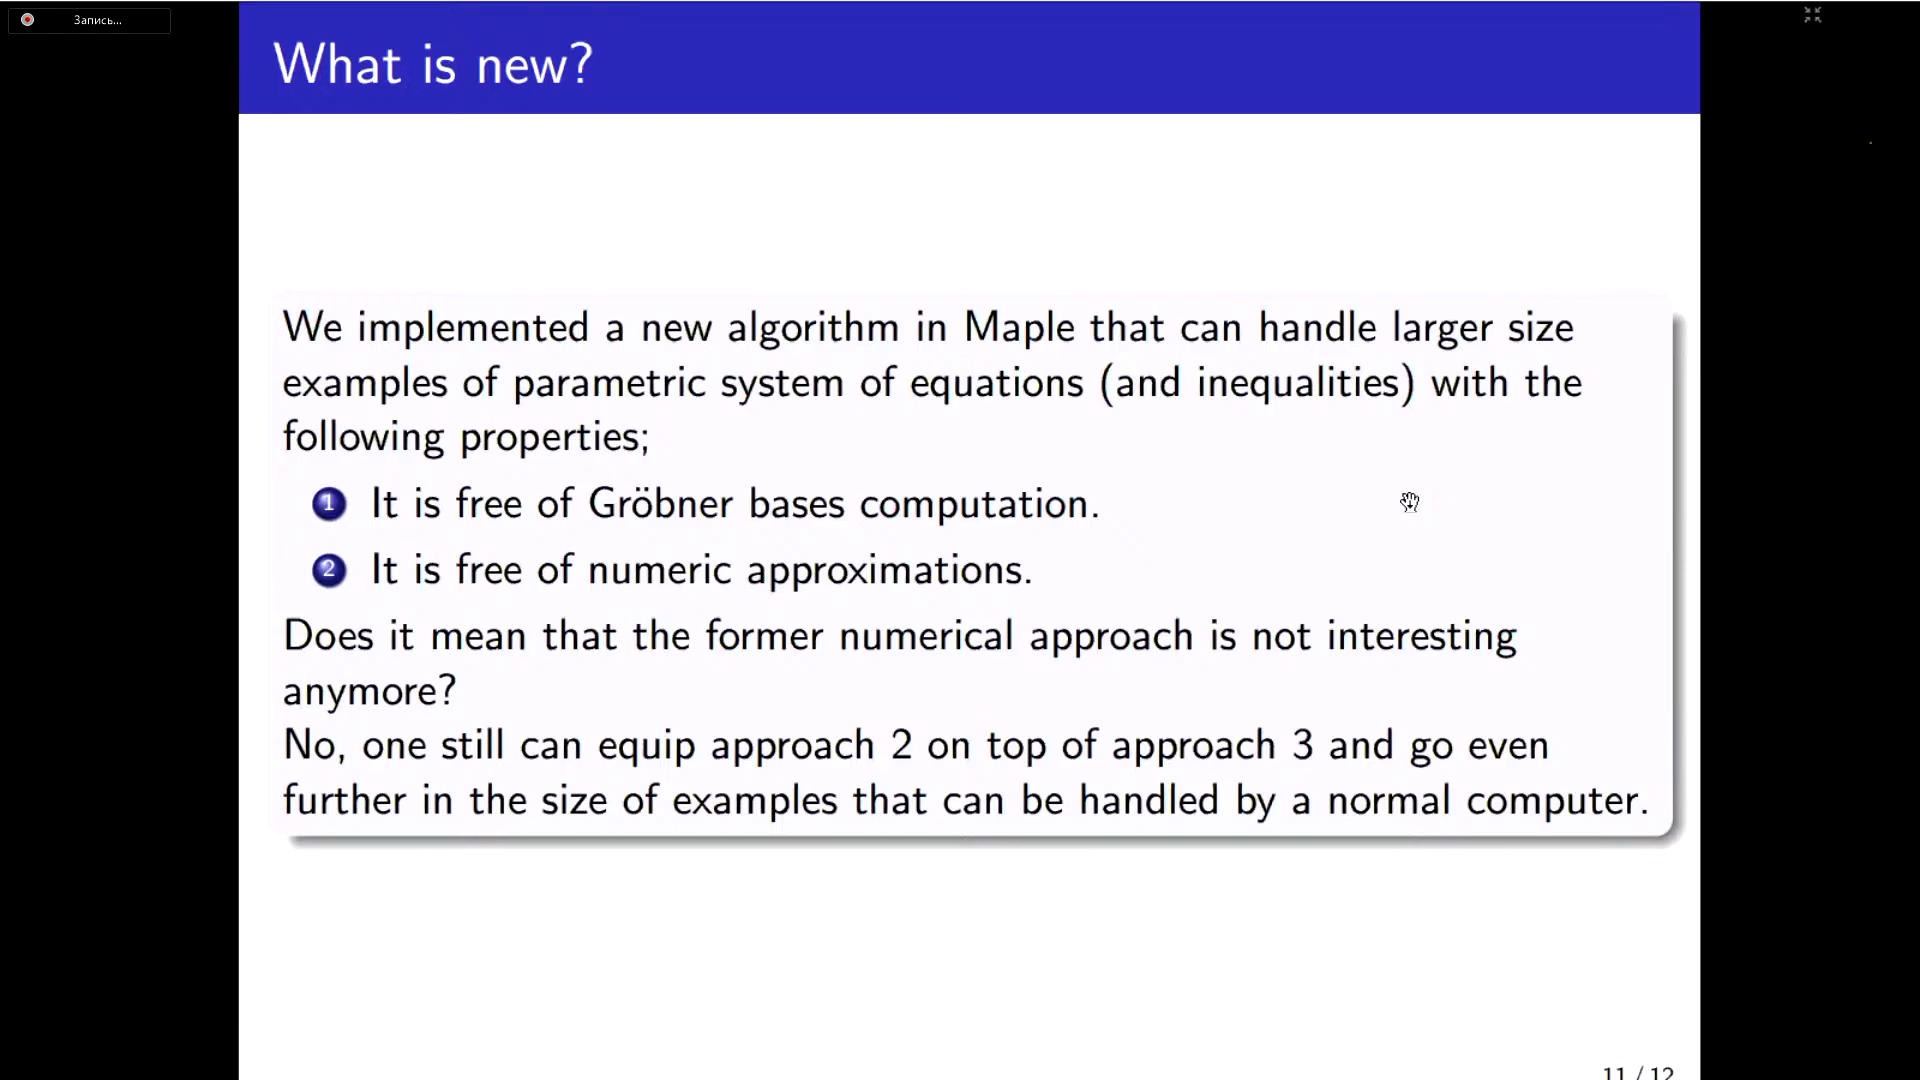 Запись...
What is new?
We implemented a new algorithm in Maple that can handle larger size
examples of parametric system of equations (and inequalities) with the
following properties;
1 It is free of Gröbner bases computation.
2 It is free of numeric approximations.
Does it mean that the former numerical approach is not interesting
anymore?
No, one still can equip approach 2 on top of approach 3 and go even
further in the size of examples that can be handled by a normal computer.
11 / 12